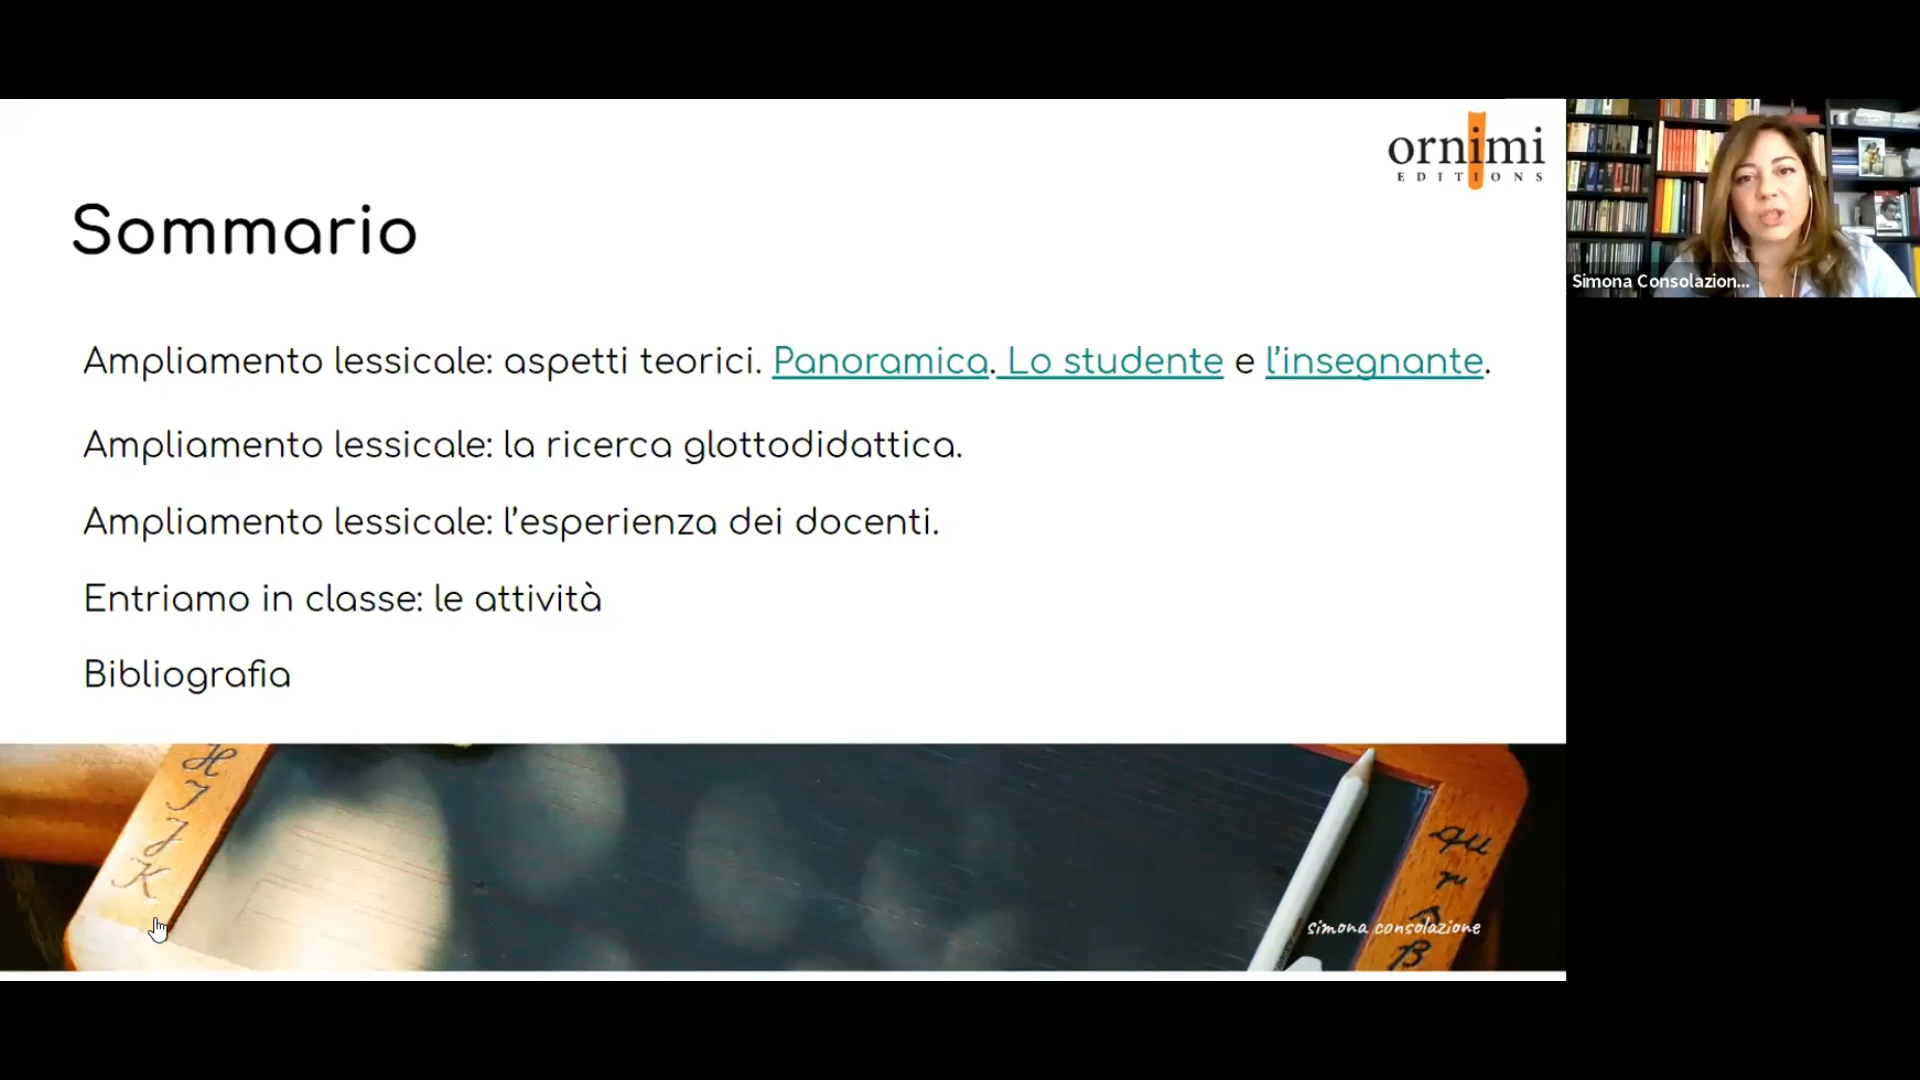 ornimi
EDITIONS
Sommario
Simona Consolazion...
Ampliamento lessicale: aspetti teorici. Panoramica. Lo studente e l'insegnante.
Ampliamento lessicale: la ricerca glottodidattica.
Ampliamento lessicale: l'esperienza dei docenti.
Entriamo in classe: le attività
Bibliografia
H
I
J
K
qu
r
simona consolazione